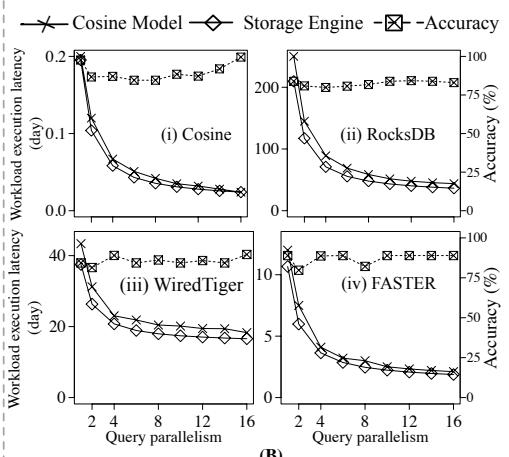 Cosine Model Storage Engine Accuracy
Workload execution latency
(day)
0.2
0.1
0.0
(i) Cosine
200
100
0
(ii) RocksDB
100
75
50
25
0
Accuracy (%)
Workload execution latency
(day)
40
20
0
(iii) WiredTiger
10
5
0
(iv) FASTER
100
75
50
25
0
Accuracy (%)
2 4 8 12 16
Query parallelism
2 4 8 12 16
Query parallelism
(B)